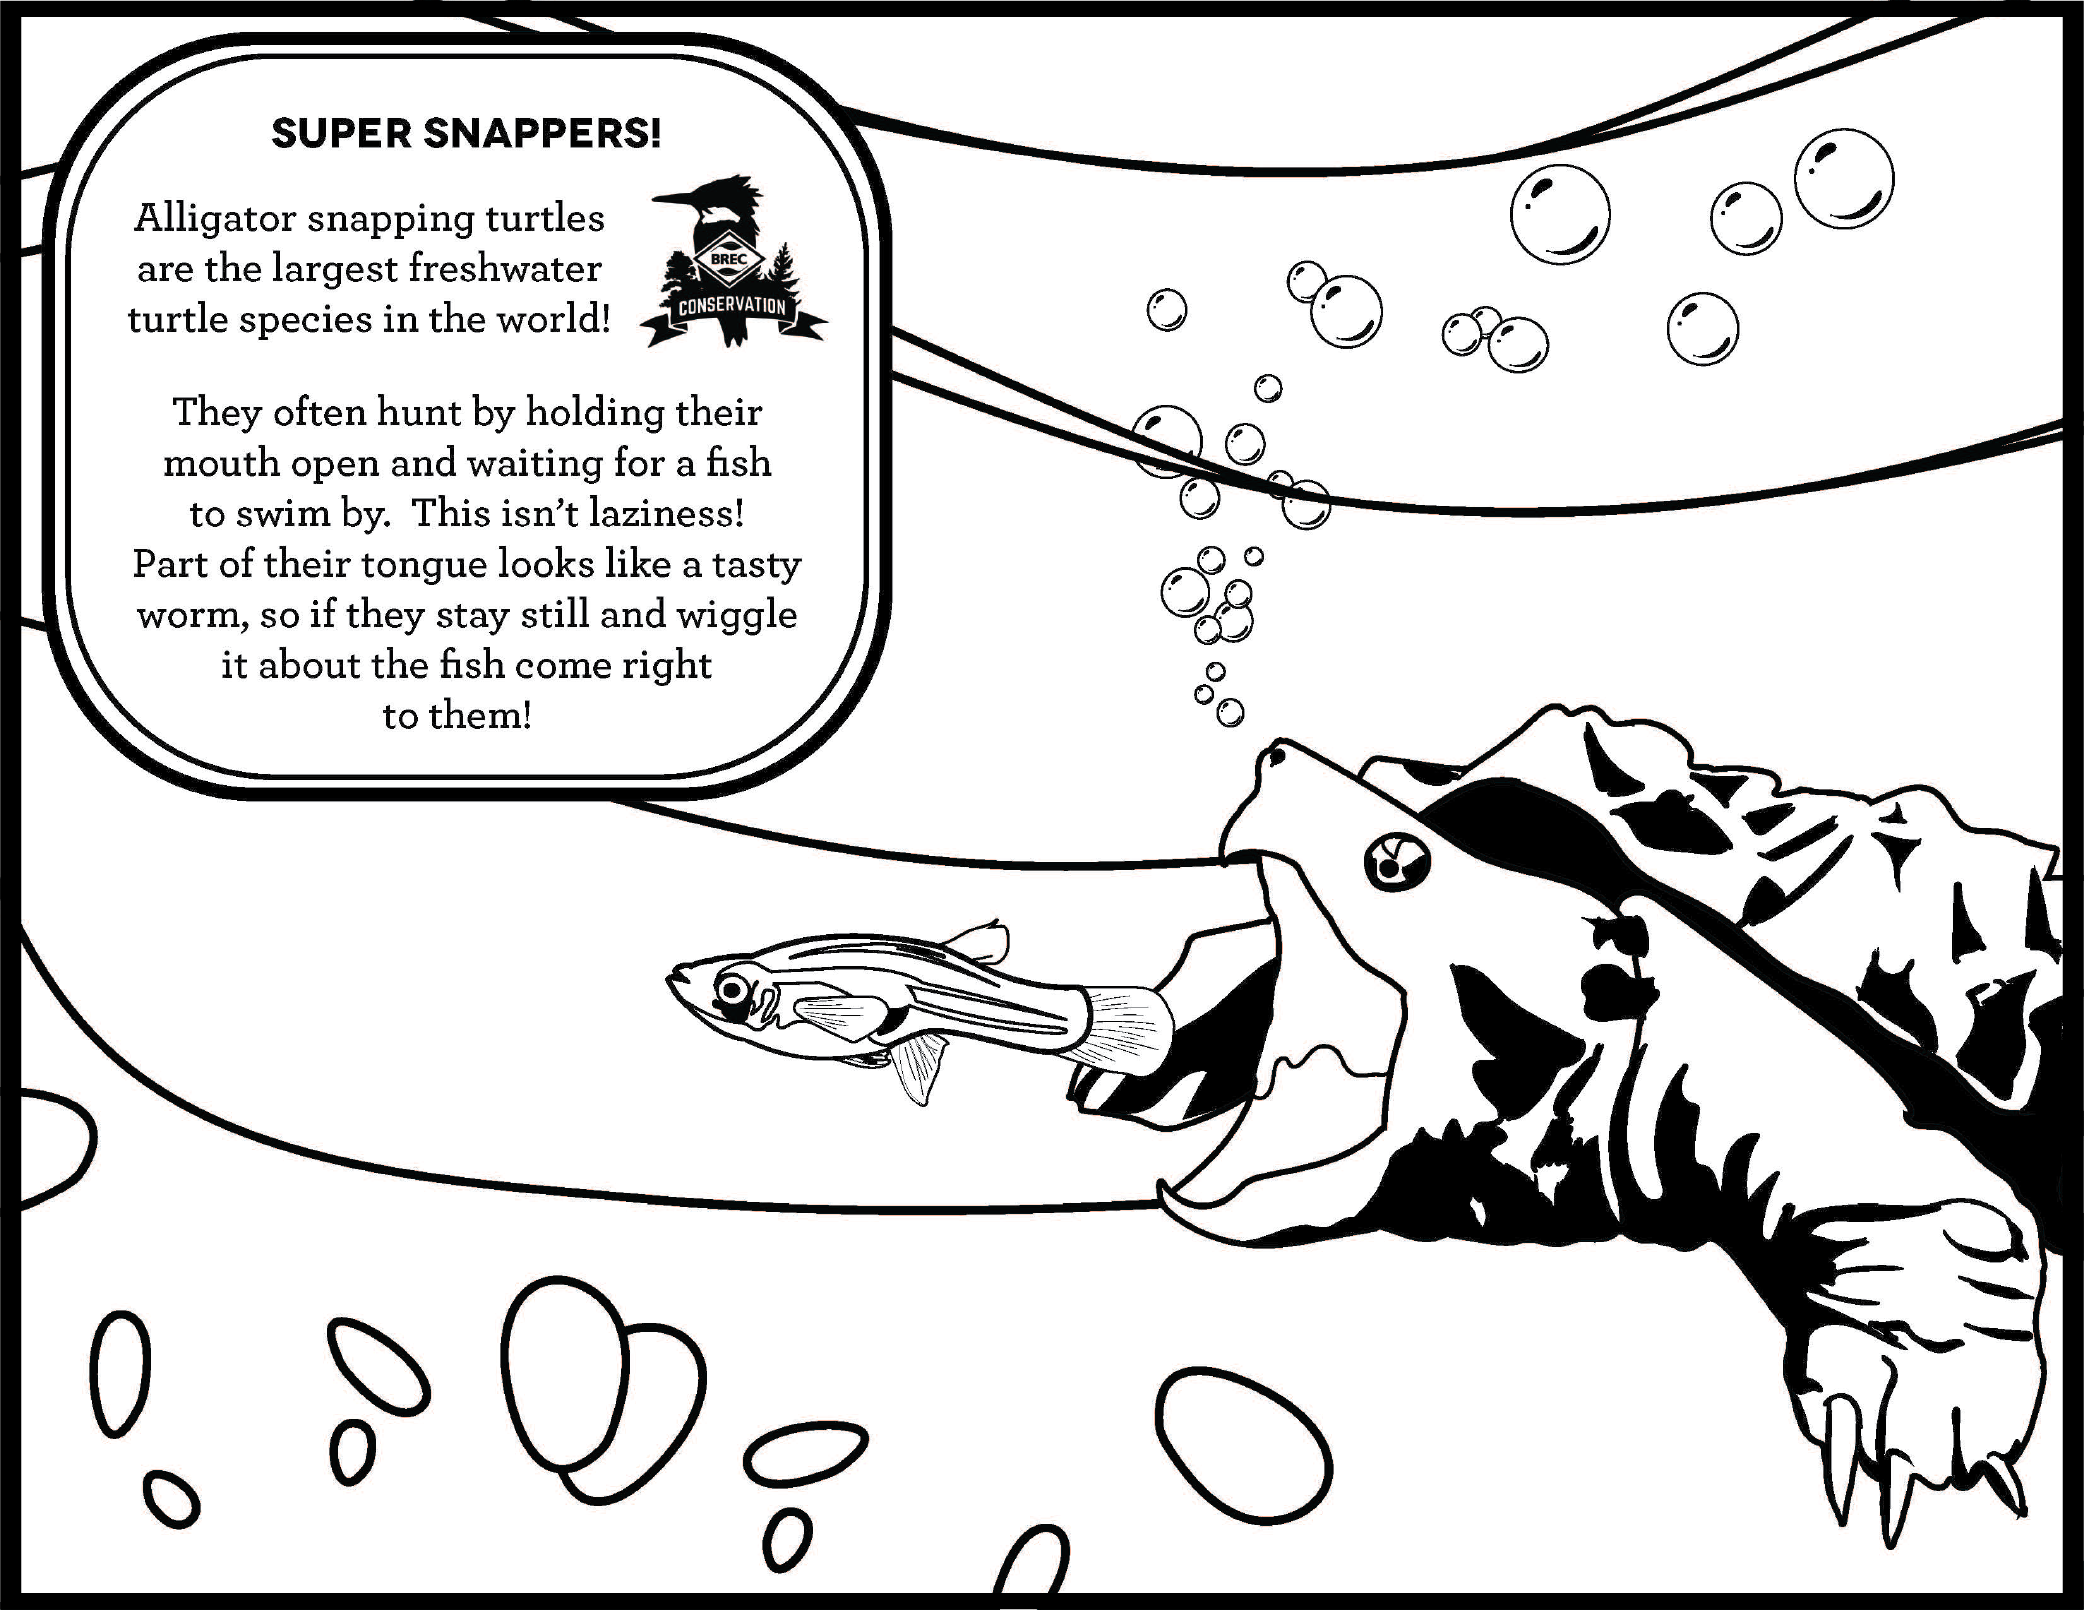 SUPER SNAPPERS!
Alligator snapping turtles
are the largest freshwater
turtle species in the world!
BREC
CONSERVATION
They often hunt by holding their
mouth open and waiting for a fish
to swim by.  This isn’t laziness!
Part of their tongue looks like a tasty
worm, so if they stay still and wiggle
it about the fish come right
to them!